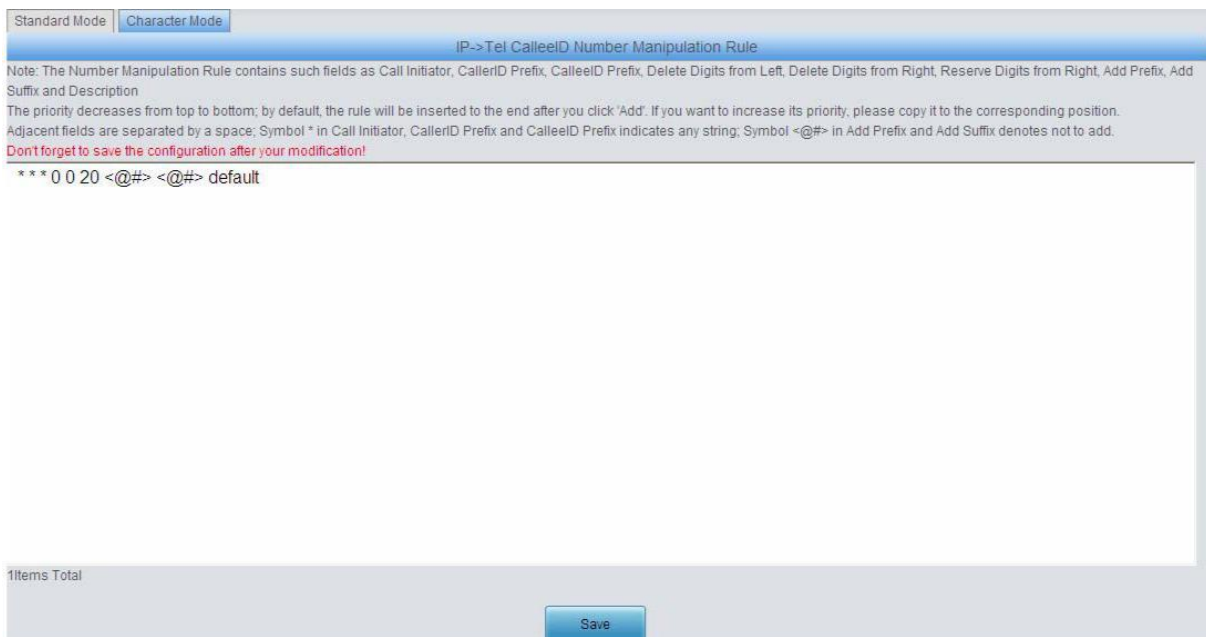 Standard Mode Character Mode
IP->Tel CalleeID Number Manipulation Rule
Note: The Number Manipulation Rule contains such fields as Call Initiator, CallerID Prefix, CalleeID Prefix, Delete Digits from Left, Delete Digits from Right, Reserve Digits from Right, Add Prefix, Add
Suffix and Description
The priority decreases from top to bottom; by default, the rule will be inserted to the end after you click 'Add'. If you want to increase its priority, please copy it to the corresponding position.
Adjacent fields are separated by a space; Symbol * in Call Initiator, CallerID Prefix and CalleeID Prefix indicates any string; Symbol <@#> in Add Prefix and Add Suffix denotes not to add.
Don't forget to save the configuration after your modification!
* * * 0 0 20 <@#> <@#> default
1Items Total
Save